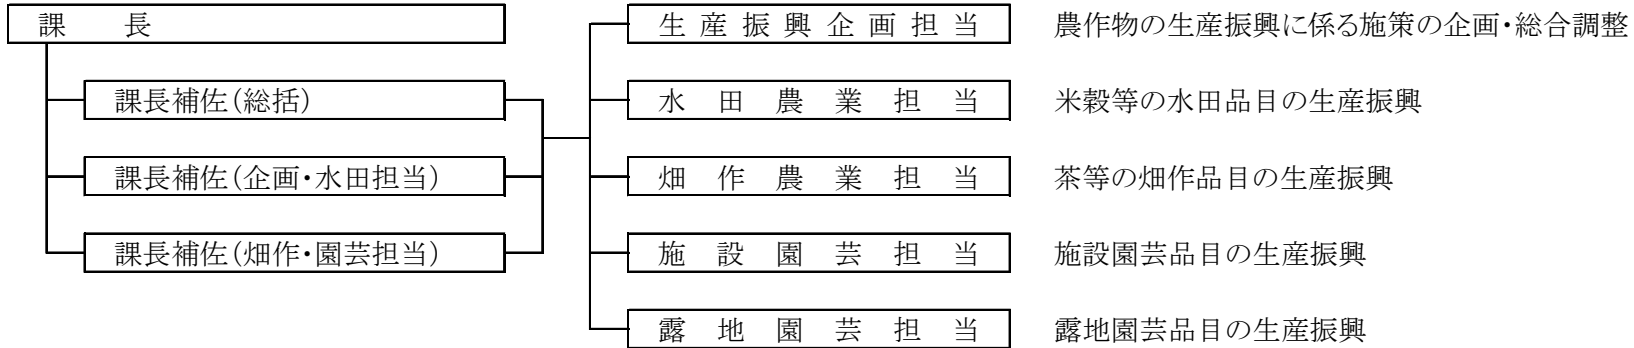 課長
生産振興企画担当 農作物の生産振興に係る施策の企画・総合調整
課長補佐(総括)
水田農業担当 米穀等の水田品目の生産振興
課長補佐(企画・水田担当)
畑作農業担当 茶等の畑作品目の生産振興
課長補佐(畑作・園芸担当)
施設園芸担当 施設園芸品目の生産振興
露地園芸担当 露地園芸品目の生産振興